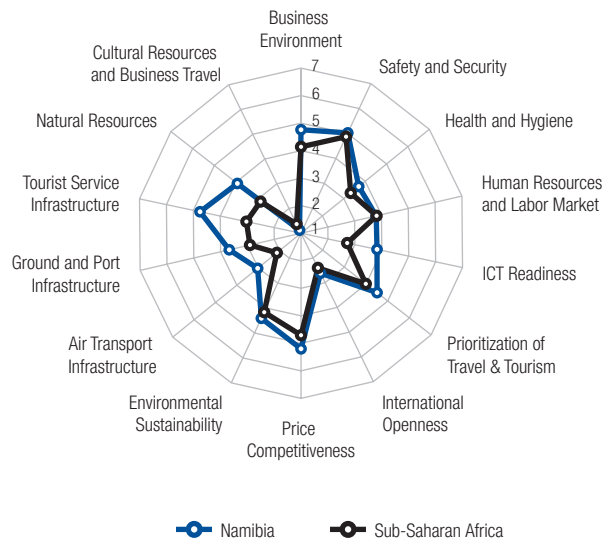 Business
Environment
Safety and Security
Health and Hygiene
Human Resources
and Labor Market
ICT Readiness
Prioritization of
Travel & Tourism
International
Openness
Price
Competitiveness
Environmental
Sustainability
Air Transport
Infrastructure
Ground and Port
Infrastructure
Tourist Service
Infrastructure
Natural Resources
Cultural Resources
and Business Travel
7
6
5
4
3
2
1
Namibia
Sub-Saharan Africa